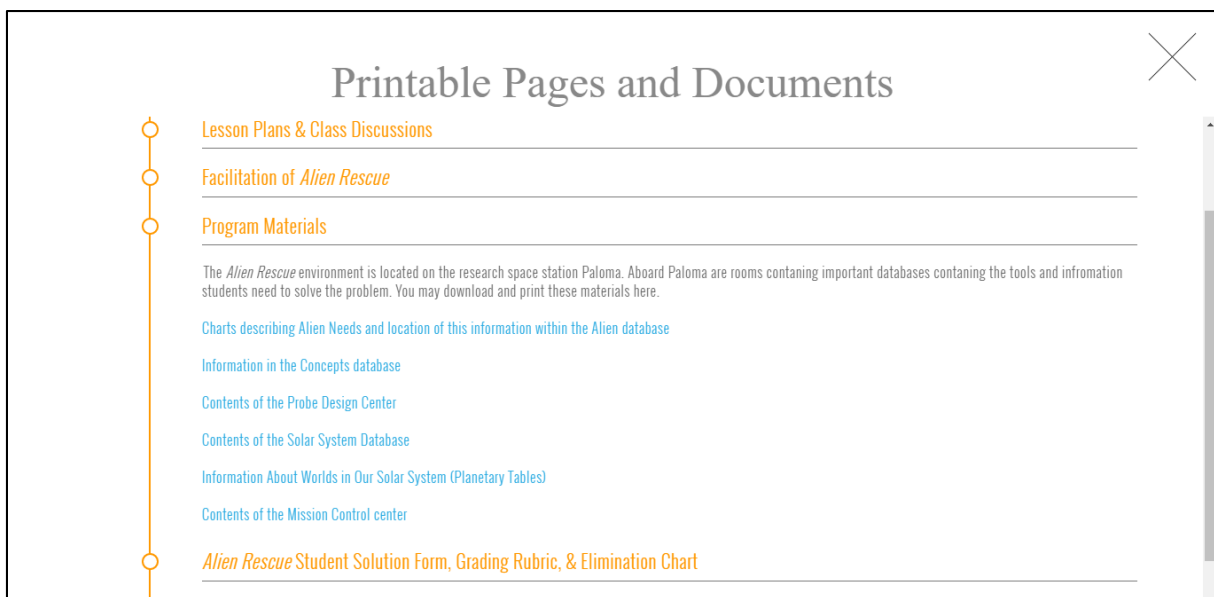 Printable Pages and Documents
Lesson Plans & Class Discussions
Facilitation of Alien Rescue
Program Materials
The Alien Rescue environment is located on the research space station Paloma. Aboard Paloma are rooms contaning important databases contaning the tools and infromation
students need to solve the problem. You may download and print these materials here.
Charts describing Alien Needs and location of this information within the Alien database
Information in the Concepts database
Contents of the Probe Design Center
Contents of the Solar System Database
Information About Worlds in Our Solar System (Planetary Tables)
Contents of the Mission Control center
Alien Rescue Student Solution Form, Grading Rubric, & Elimination Chart